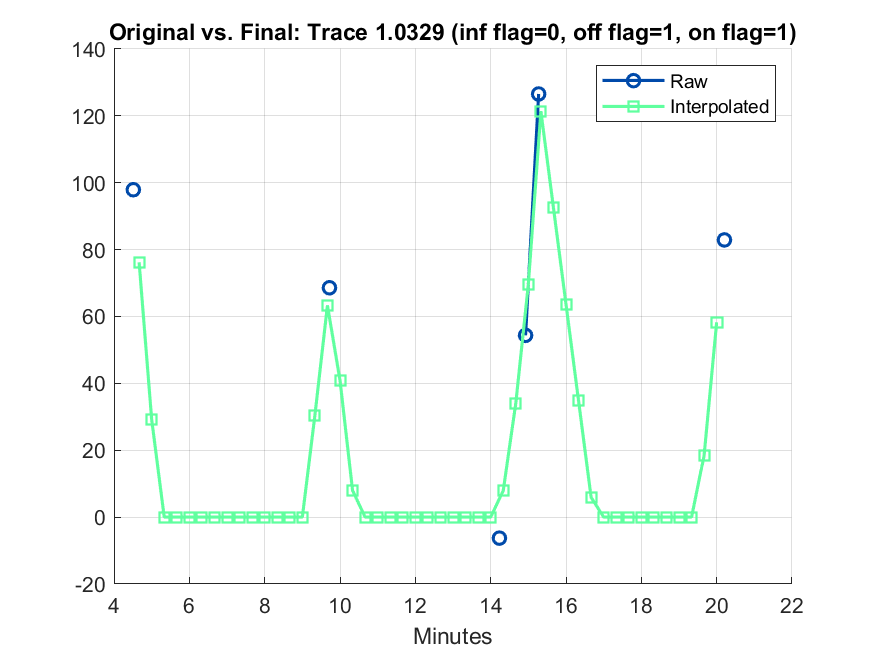 Original vs. Final: Trace 1.0329 (inf flag=0, off flag=1, on flag=1)
140
120
100
80
60
40
20
0
-20
Raw
Interpolated
4 6 8 10 12 14 16 18 20 22
Minutes